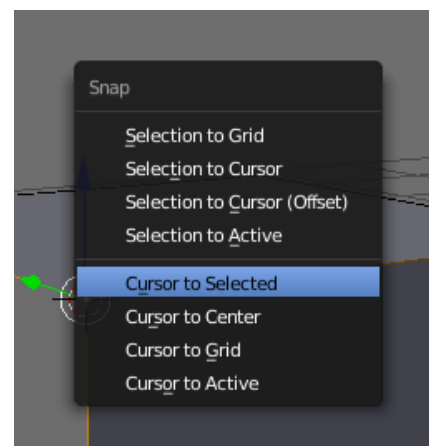 Snap
Selection to Grid
Selection to Cursor
Selection to Cursor (Offset)
Selection to Active
Cursor to Selected
Cursor to Center
Cursor to Grid
Cursor to Active